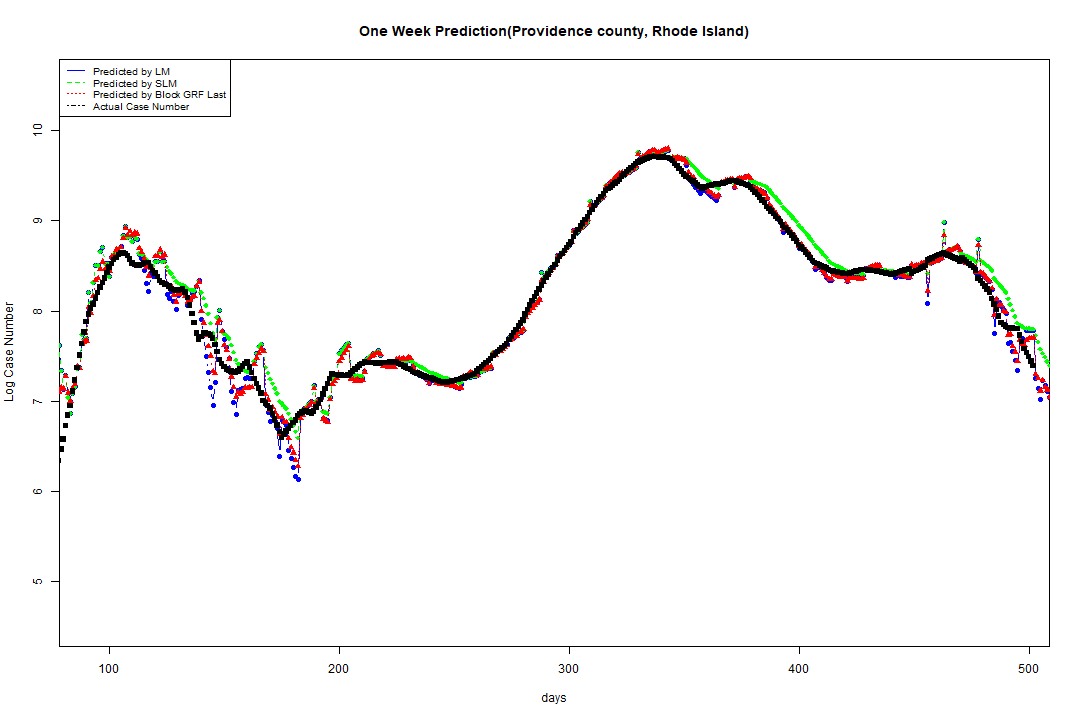 One Week Prediction(Providence county, Rhode Island)
Predicted by LM
Predicted by SLM
Predicted by Block GRF Last
Actual Case Number
10
9
8
7
6
5
Log Case Number
100 200 300 400 500
days